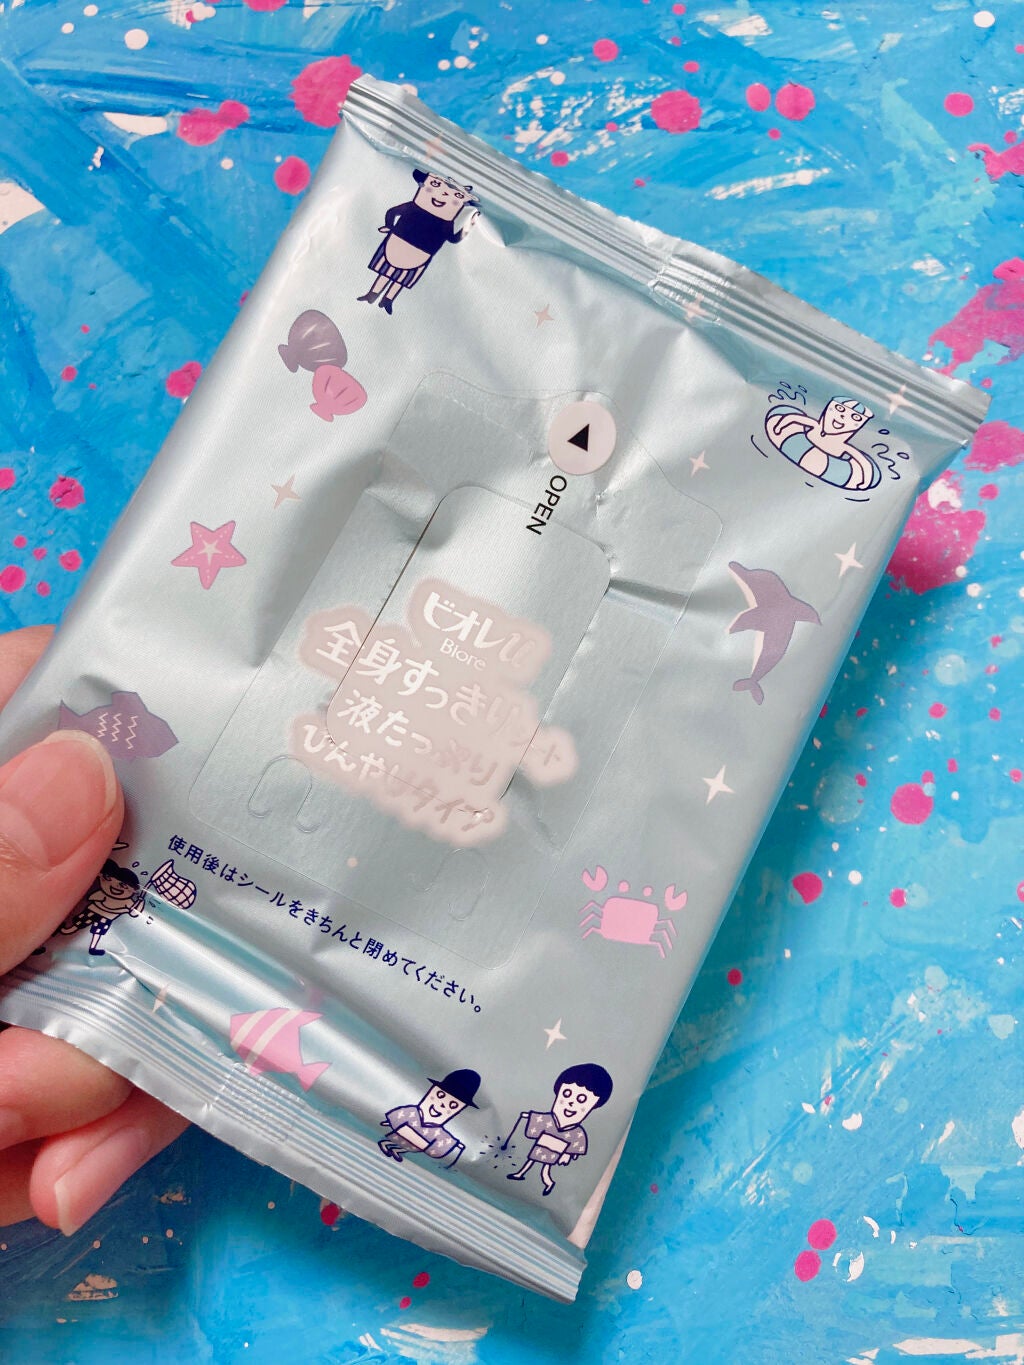 OPEN
ビオレu
Biore
全身すっきりシート
液たっぷり
ひんやりタイプ
使用後はシールをきちんと閉めてください。